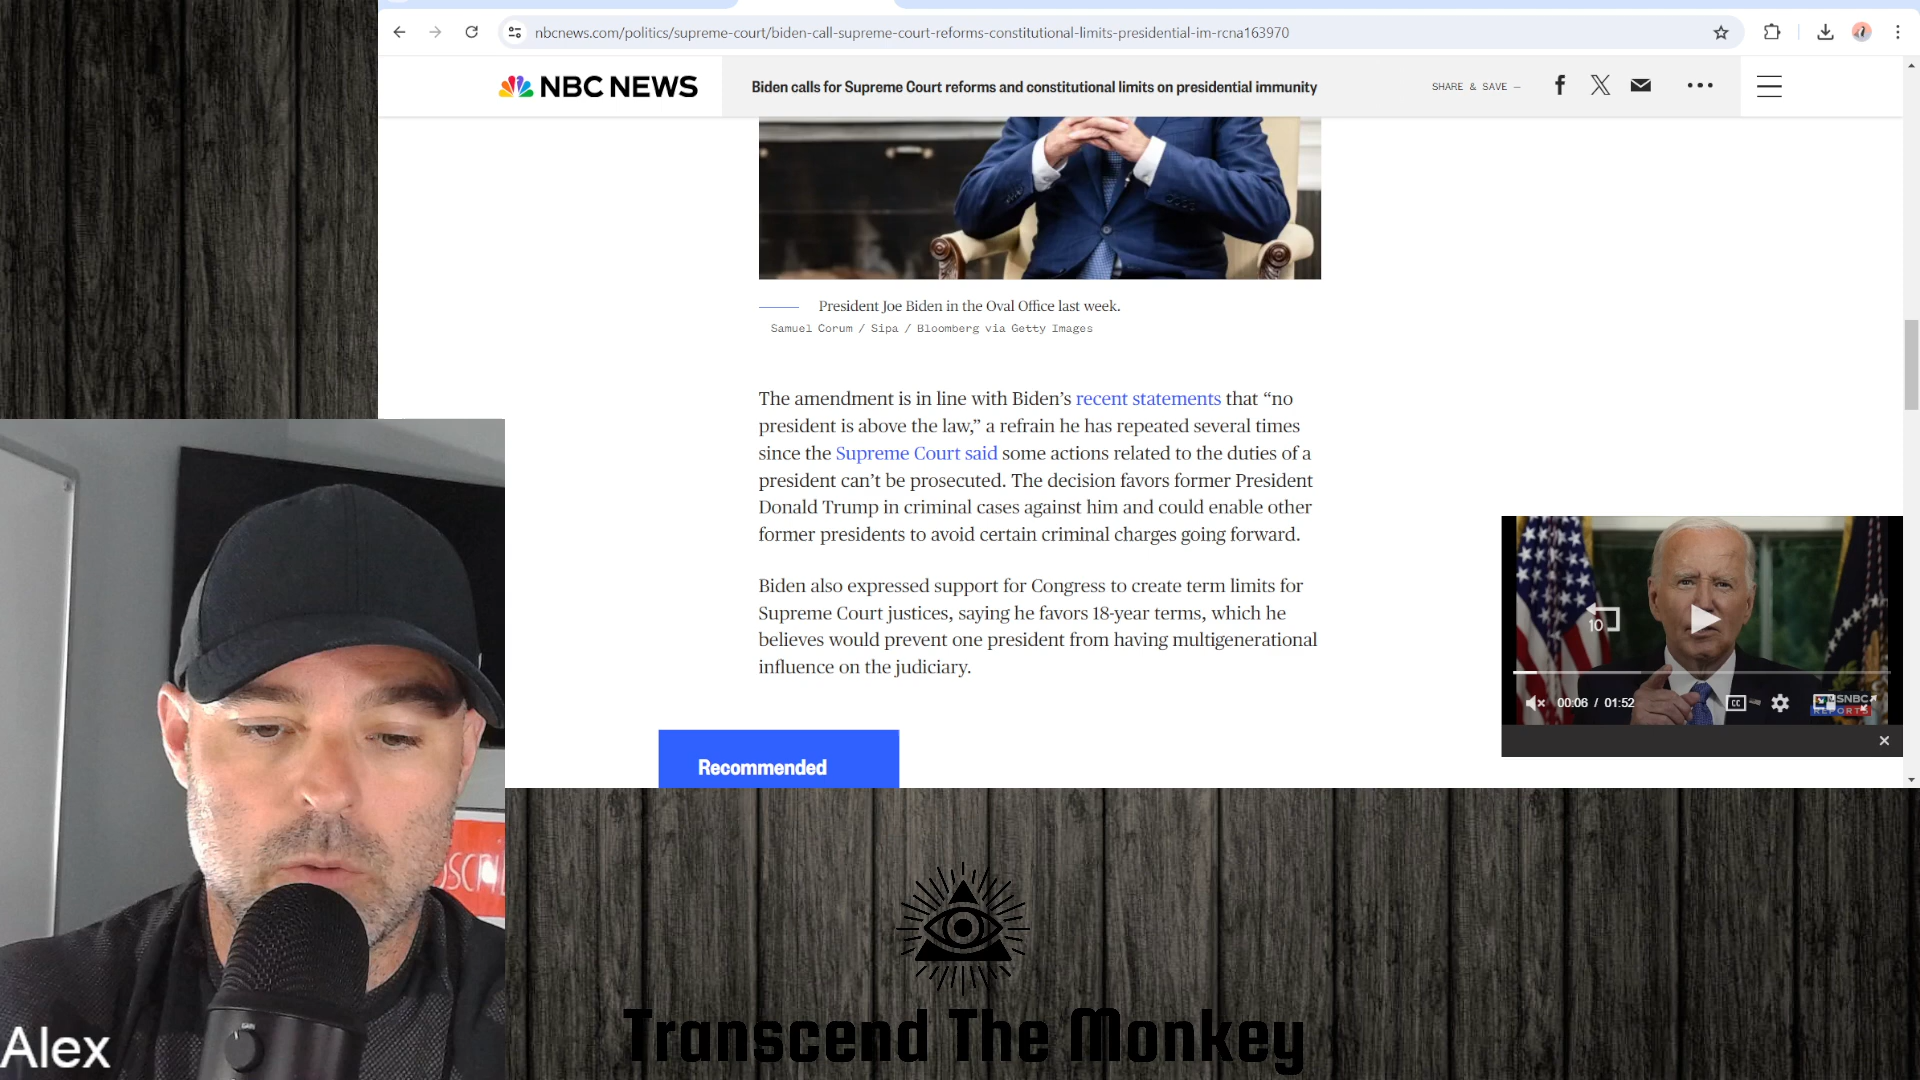 nbcnews.com/politics/supreme-court/biden-call-supreme-court-reforms-constitutional-limits-presidential-im-rcna163970
NBC NEWS
Biden calls for Supreme Court reforms and constitutional limits on presidential immunity
SHARE & SAVE —
President Joe Biden in the Oval Office last week.
Samuel Corum / Sipa / Bloomberg via Getty Images
The amendment is in line with Biden’s recent statements that “no
president is above the law,” a refrain he has repeated several times
since the Supreme Court said some actions related to the duties of a
president can’t be prosecuted. The decision favors former President
Donald Trump in criminal cases against him and could enable other
former presidents to avoid certain criminal charges going forward.
Biden also expressed support for Congress to create term limits for
Supreme Court justices, saying he favors 18-year terms, which he
believes would prevent one president from having multigenerational
influence on the judiciary.
Recommended
10
00:06 / 01:52
CC
SNBC
REPORTS
GAIN
Alex
Transcend The Monkey